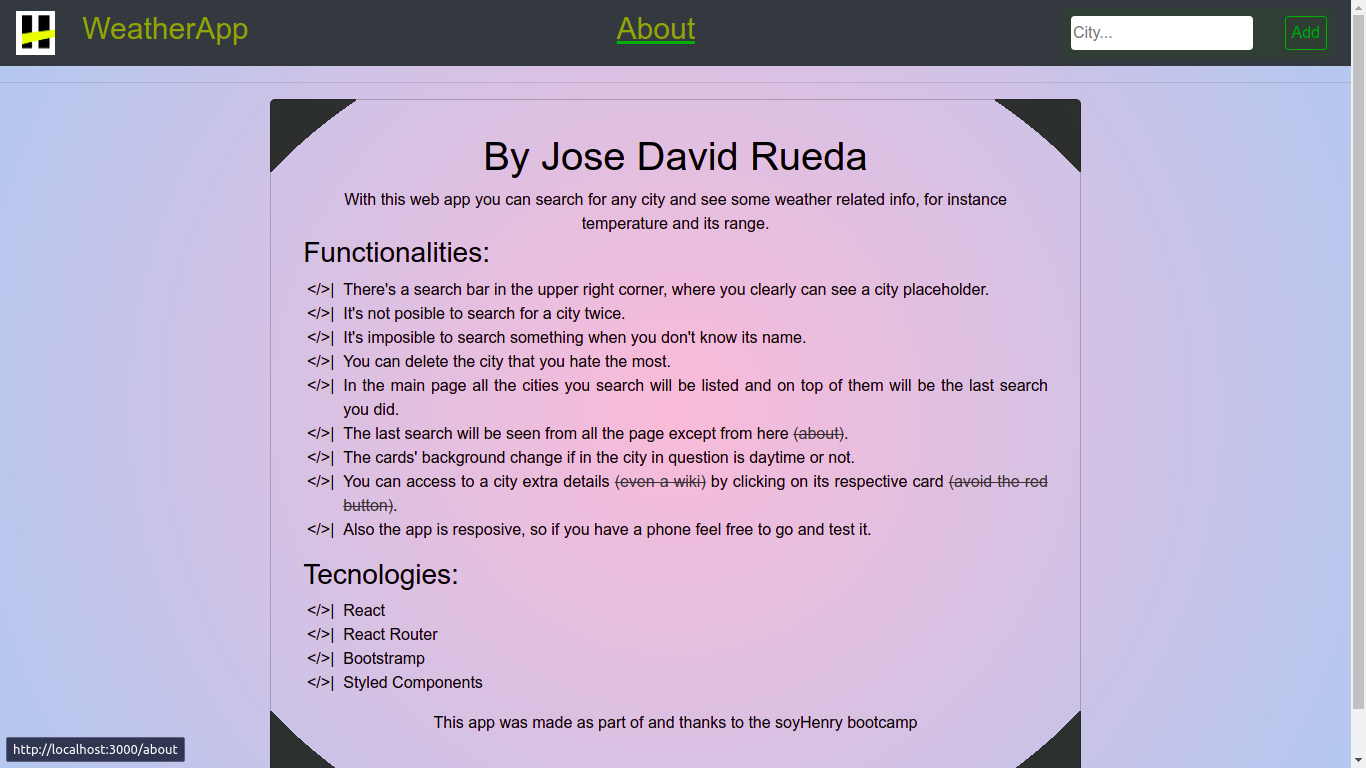 WeatherApp About City... Add
By Jose David Rueda
With this web app you can search for any city and see some weather related info, for instance
temperature and its range.
Functionalities:
</>| There's a search bar in the upper right corner, where you clearly can see a city placeholder.
</>| It's not posible to search for a city twice.
</>| It's imposible to search something when you don't know its name.
</>| You can delete the city that you hate the most.
</>| In the main page all the cities you search will be listed and on top of them will be the last search
you did.
</>| The last search will be seen from all the page except from here (about).
</>| The cards' background change if in the city in question is daytime or not.
</>| You can access to a city extra details (even a wiki) by clicking on its respective card (avoid the red
button).
</>| Also the app is resposive, so if you have a phone feel free to go and test it.
Tecnologies:
</>| React
</>| React Router
</>| Bootstramp
</>| Styled Components
This app was made as part of and thanks to the soyHenry bootcamp
http://localhost:3000/about